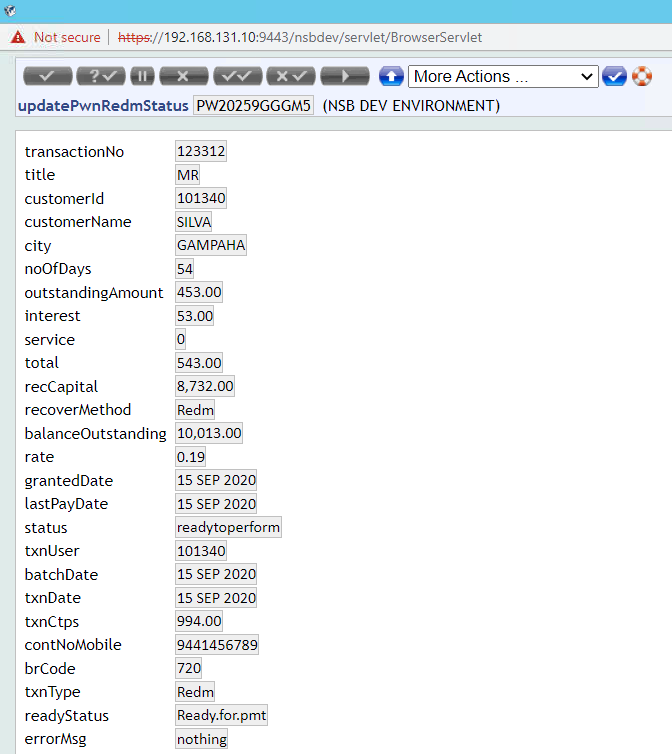 Not secure | https://192.168.131.10:9443/nsbdev/servlet/BrowserServlet
More Actions ...
updatePwnRedmStatus PW20259GGGM5 (NSB DEV ENVIRONMENT)
transactionNo 123312
title MR
customerId 101340
customerName SILVA
city GAMPAHA
noOfDays 54
outstandingAmount 453.00
interest 53.00
service 0
total 543.00
recCapital 8,732.00
recoverMethod Redm
balanceOutstanding 10,013.00
rate 0.19
grantedDate 15 SEP 2020
lastPayDate 15 SEP 2020
status readytoperform
txnUser 101340
batchDate 15 SEP 2020
txnDate 15 SEP 2020
txnCtps 994.00
contNoMobile 9441456789
brCode 720
txnType Redm
readyStatus Ready.for.pmt
errorMsg nothing